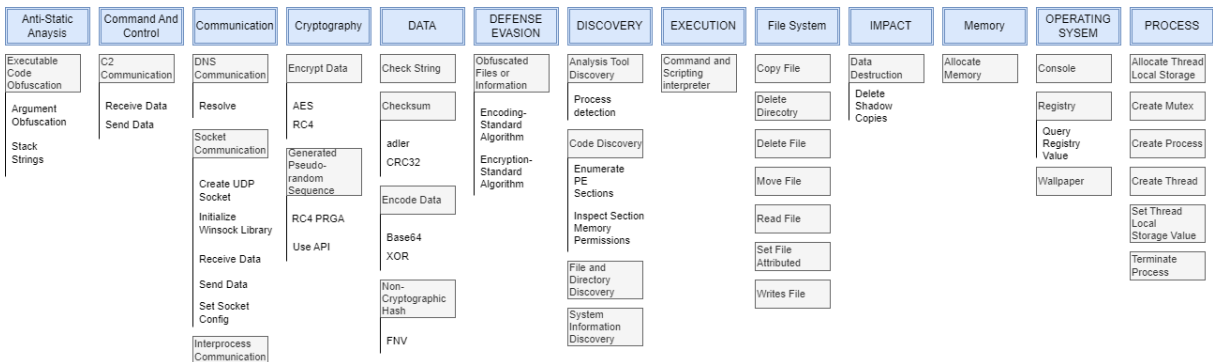 Anti-Static
Anaysis
Executable
Code
Obfuscation
Argument
Obfuscation
Stack
Strings
Command And
Control
C2
Communication
Receive Data
Send Data
Communication
DNS
Communication
Resolve
Socket
Communication
Create UDP
Socket
Initialize
Winsock Library
Receive Data
Send Data
Set Socket
Config
Interprocess
Communication
Cryptography
Encrypt Data
AES
RC4
Generated
Pseudo-
random
Sequence
RC4 PRGA
Use API
DATA
Check String
Checksum
adler
CRC32
Encode Data
Base64
XOR
Non-
Cryptographic
Hash
FNV
DEFENSE
EVASION
Obfuscated
Files or
Information
Encoding-
Standard
Algorithm
Encryption-
Standard
Algorithm
DISCOVERY
Analysis Tool
Discovery
Process
detection
Code Discovery
Enumerate
PE
Sections
Inspect Section
Memory
Permissions
File and
Directory
Discovery
System
Information
Discovery
EXECUTION
Command and
Scripting
interpreter
File System
Copy File
Delete
Direcotry
Delete File
Move File
Read File
Set File
Attributed
Writes File
IMPACT
Data
Destruction
Delete
Shadow
Copies
Memory
Allocate
Memory
OPERATING
SYSEM
Console
Registry
Query
Registry
Value
Wallpaper
PROCESS
Allocate Thread
Local Storage
Create Mutex
Create Process
Create Thread
Set Thread
Local
Storage Value
Terminate
Process